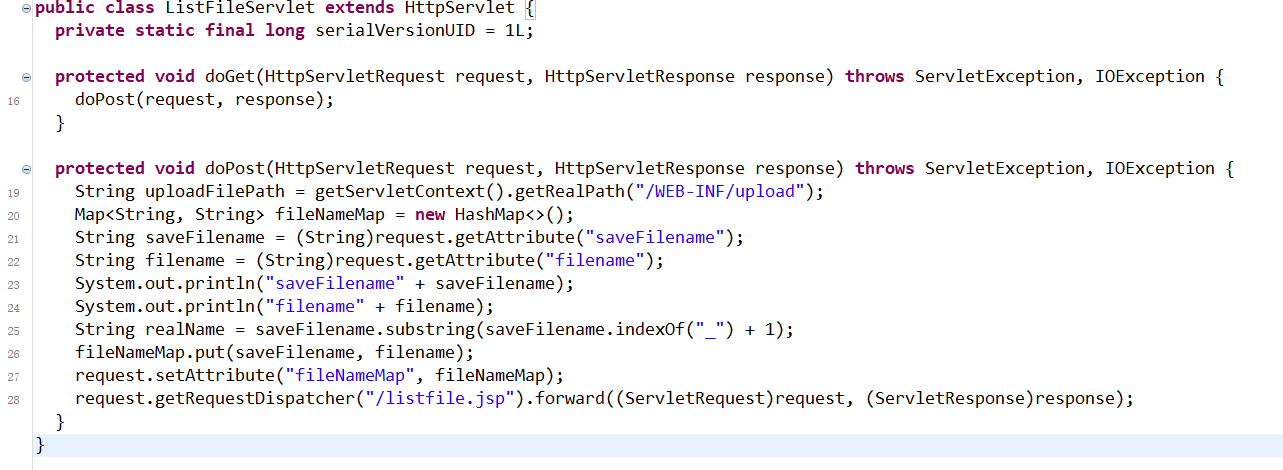 public class ListFileServlet extends HttpServlet {
private static final long serialVersionUID = 1L;
protected void doGet(HttpServletRequest request, HttpServletResponse response) throws ServletException, IOException {
16 doPost(request, response);
}
protected void doPost(HttpServletRequest request, HttpServletResponse response) throws ServletException, IOException {
19 String uploadFilePath = getServletContext().getRealPath("/WEB-INF/upload");
20 Map<String, String> fileNameMap = new HashMap<>();
21 String saveFilename = (String)request.getAttribute("saveFilename");
22 String filename = (String)request.getAttribute("filename");
23 System.out.println("saveFilename" + saveFilename);
24 System.out.println("filename" + filename);
25 String realName = saveFilename.substring(saveFilename.indexOf("_") + 1);
26 fileNameMap.put(saveFilename, filename);
27 request.setAttribute("fileNameMap", fileNameMap);
28 request.getRequestDispatcher("/listfile.jsp").forward((ServletRequest)request, (ServletResponse)response);
}
}